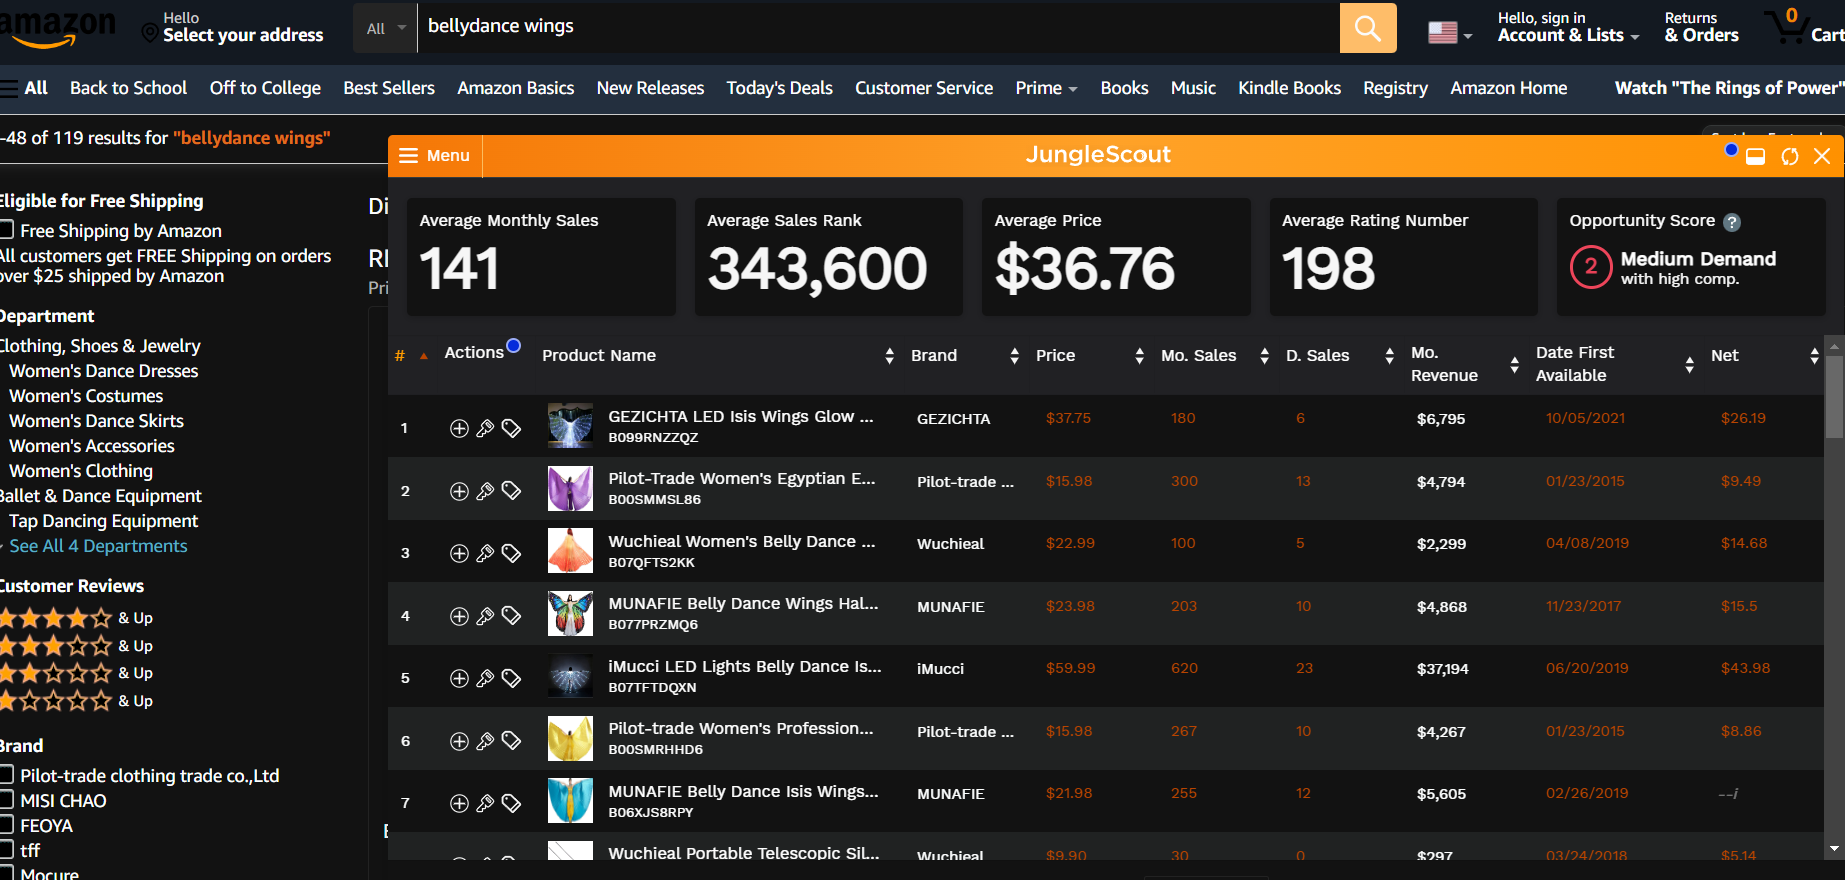 amazon
Hello
Select your address
All
bellydance wings
Hello, sign in
Account & Lists
Returns
& Orders
0
Cart
All
Back to School
Off to College
Best Sellers
Amazon Basics
New Releases
Today's Deals
Customer Service
Prime
Books
Music
Kindle Books
Registry
Amazon Home
Watch "The Rings of Power"
-48 of 119 results for "bellydance wings"
Eligible for Free Shipping
Free Shipping by Amazon
All customers get FREE Shipping on orders
over $25 shipped by Amazon
Department
Clothing, Shoes & Jewelry
Women's Dance Dresses
Women's Costumes
Women's Dance Skirts
Women's Accessories
Women's Clothing
Ballet & Dance Equipment
Tap Dancing Equipment
See All 4 Departments
Customer Reviews
& Up
& Up
& Up
& Up
Brand
Pilot-trade clothing trade co.,Ltd
MISI CHAO
FEOYA
tff
Mocure
Di
Pri
Menu
JungleScout
Average Monthly Sales
141
Average Sales Rank
343,600
Average Price
$36.76
Average Rating Number
198
Opportunity Score ?
2
Medium Demand
with high comp.
# Actions Product Name Brand Price Mo. Sales D. Sales Mo. Revenue Date First Available Net
1 GEZICHTA LED Isis Wings Glow ... GEZICHTA $37.75 180 6 $6,795 10/05/2021 $26.19
B099RNZZQZ
2 Pilot-Trade Women's Egyptian E... Pilot-trade ... $15.98 300 13 $4,794 01/23/2015 $9.49
B00SMMSL86
3 Wuchieal Women's Belly Dance ... Wuchieal $22.99 100 5 $2,299 04/08/2019 $14.68
B07QFTS2KK
4 MUNAFIE Belly Dance Wings Hal... MUNAFIE $23.98 203 10 $4,868 11/23/2017 $15.5
B077PRZMQ6
5 iMucci LED Lights Belly Dance Is... iMucci $59.99 620 23 $37,194 06/20/2019 $43.98
B07TFTDQXN
6 Pilot-trade Women's Profession... Pilot-trade ... $15.98 267 10 $4,267 01/23/2015 $8.86
B00SMRHHD6
7 MUNAFIE Belly Dance Isis Wings... MUNAFIE $21.98 255 12 $5,605 02/26/2019 --i
B06XJS8RPY
Wuchieal Portable Telescopic Sil... Wuchieal $9.90 30 0 $297 03/24/2018 $5.14